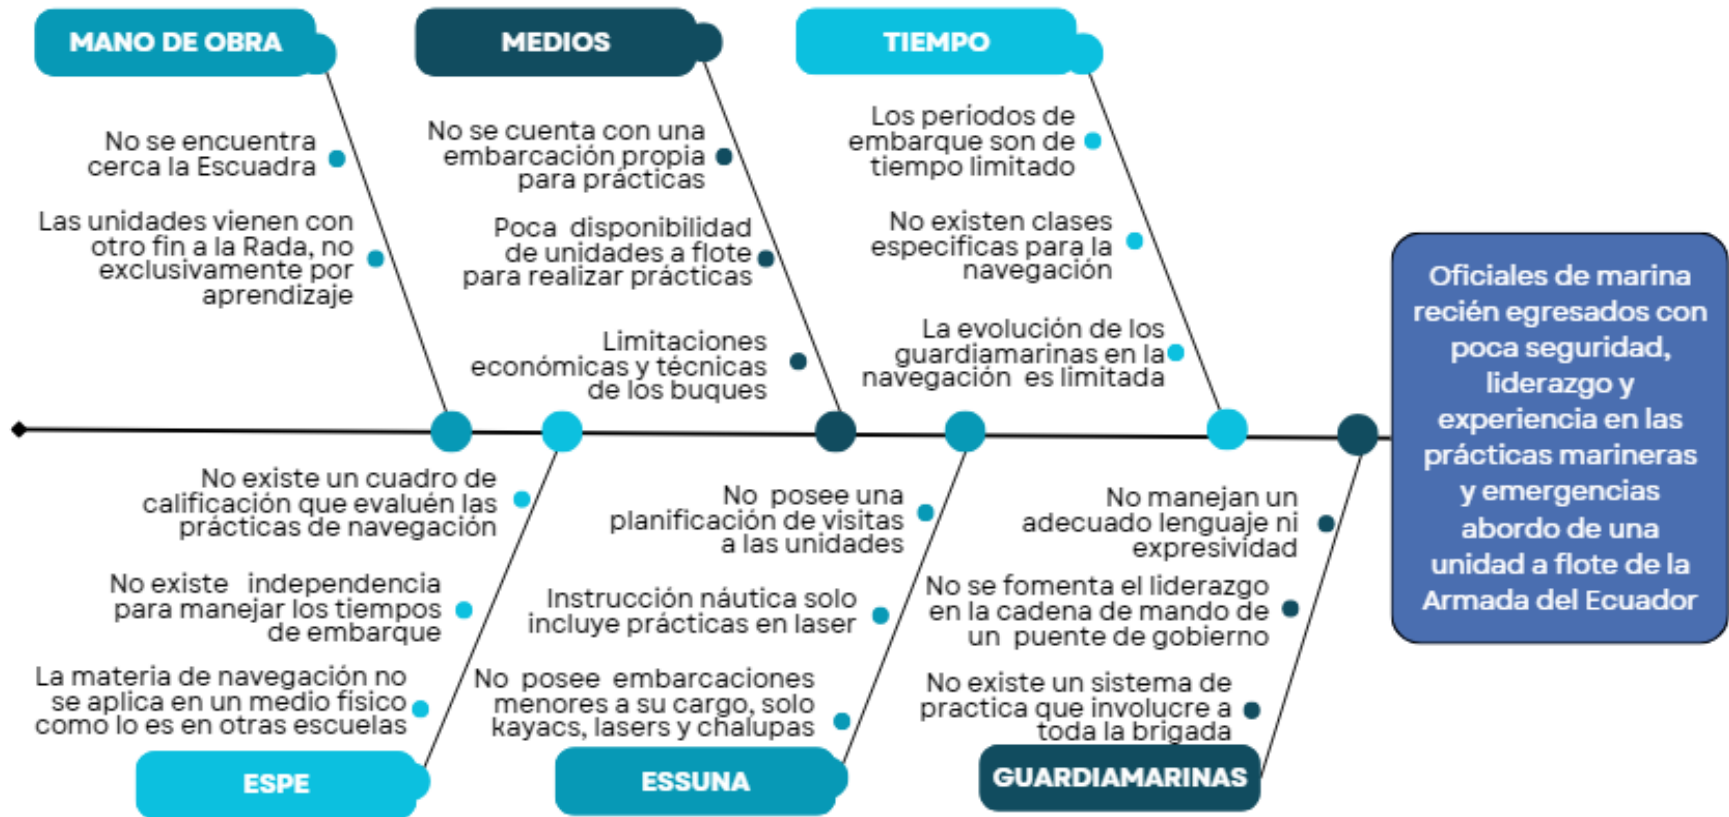 MANO DE OBRA
No se encuentra
cerca la Escuadra
Las unidades vienen con
otro fin a la Rada, no
exclusivamente por
aprendizaje
MEDIOS
No se cuenta con una
embarcación propia
para prácticas
Poca disponibilidad
de unidades a flote
para realizar prácticas
Limitaciones
económicas y técnicas
de los buques
TIEMPO
Los períodos de
embarque son de
tiempo limitado
No existen clases
especificas para la
navegación
La evolución de los
guardiamarinas en la
navegación es limitada
Oficiales de marina
recién egresados con
poca seguridad,
liderazgo y
experiencia en las
prácticas marineras
y emergencias
abordo de una
unidad a flote de la
Armada del Ecuador
No existe un cuadro de
calificación que evaluén las
prácticas de navegación
No existe independencia
para manejar los tiempos
de embarque
La materia de navegación no
se aplica en un medio físico
como lo es en otras escuelas
ESPE
No posee una
planificación de visitas
a las unidades
Instrucción náutica solo
incluye prácticas en laser
No posee embarcaciones
menores a su cargo, solo
kayacs, lasers y chalupas
ESSUNA
No manejan un
adecuado lenguaje ni
expresividad
No se fomenta el liderazgo
en la cadena de mando de
un puente de gobierno
No existe un sistema de
practica que involucre a
toda la brigada
GUARDIAMARINAS